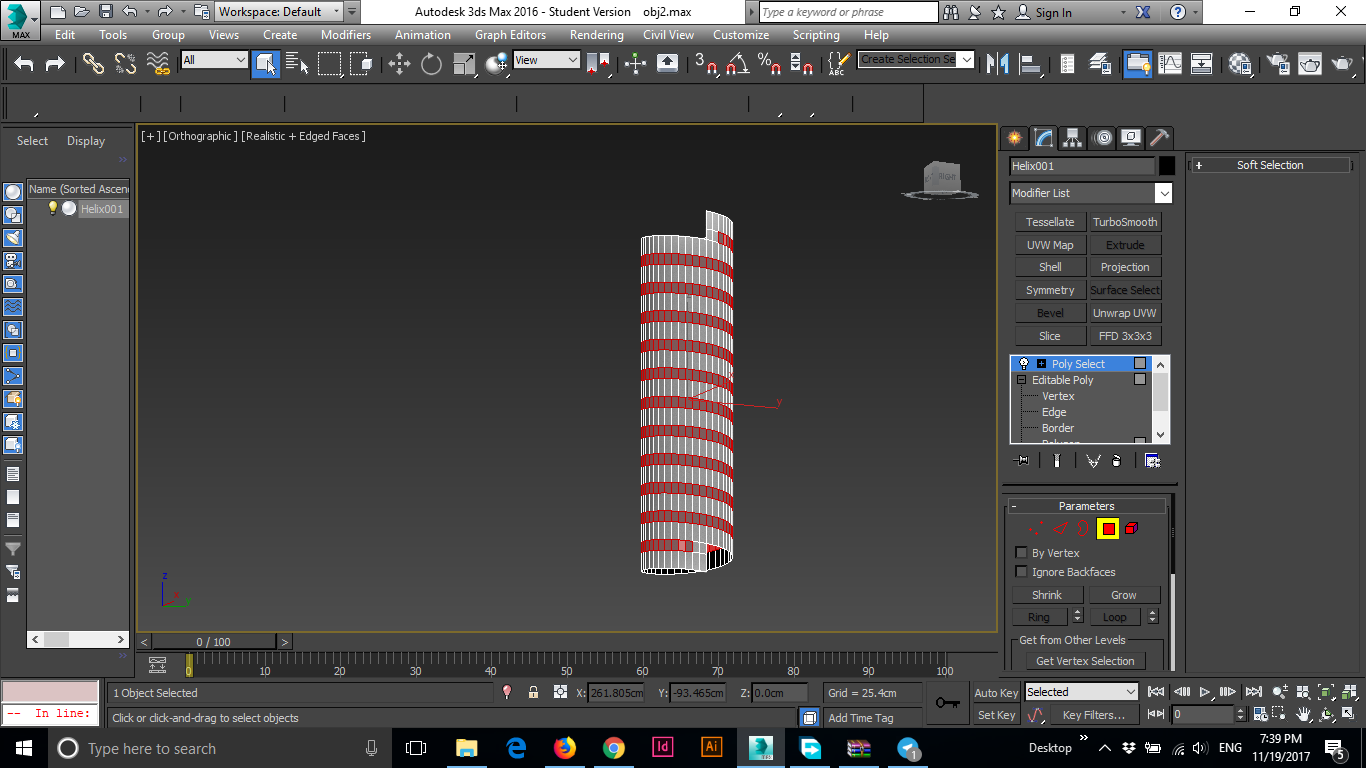 Workspace: Default
Autodesk 3ds Max 2016 - Student Version obj2.max
Type a keyword or phrase
Sign In
MAX
Edit Tools Group Views Create Modifiers Animation Graph Editors Rendering Civil View Customize Scripting Help
All
View
3
ABC
Create Selection Se
Select Display
[+] [Orthographic] [Realistic + Edged Faces]
Name (Sorted Ascen
Helix001
Helix001
Modifier List
Tessellate TurboSmooth
UVW Map Extrude
Shell Projection
Symmetry Surface Select
Bevel Unwrap UVW
Slice FFD 3x3x3
+ Soft Selection
Poly Select
Editable Poly
Vertex
Edge
Border
Polygon
- Parameters
By Vertex
Ignore Backfaces
Shrink Grow
Ring Loop
Get from Other Levels
Get Vertex Selection
y
z
x
y
< 0 / 100 >
0 10 20 30 40 50 60 70 80 90 100
1 Object Selected
X: 261.805cm Y: -93.465cm Z: 0.0cm
Grid = 25.4cm
Auto Key Selected
-- In line:
Click or click-and-drag to select objects
Add Time Tag
Set Key Key Filters...
0
Type here to search
Id
Ai
1
Desktop
ENG
7:39 PM
11/19/2017
5